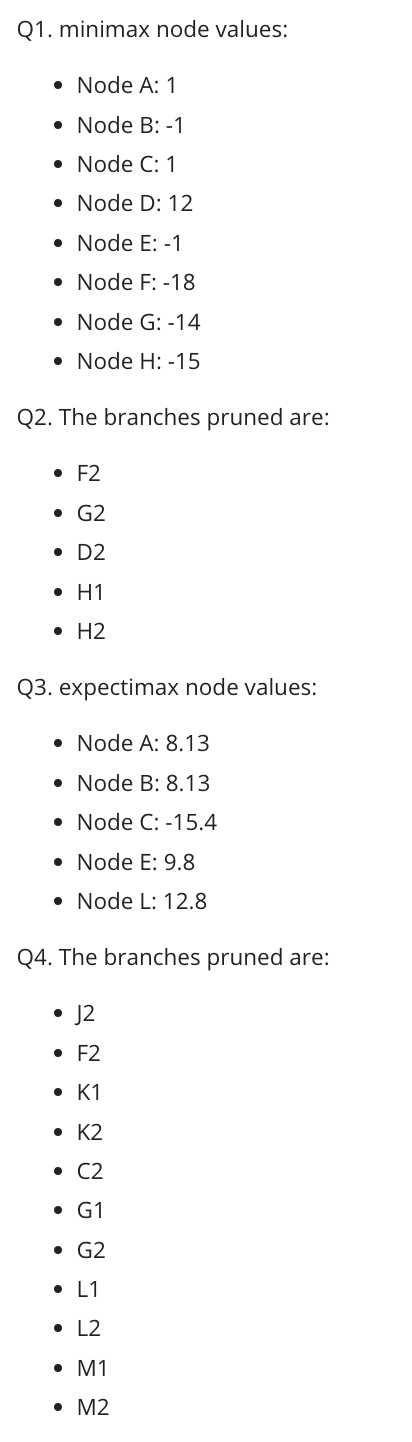 Q1. minimax node values:
• Node A: 1
• Node B: -1
• Node C: 1
• Node D: 12
• Node E: -1
• Node F: -18
• Node G: -14
• Node H: -15
Q2. The branches pruned are:
• F2
• G2
• D2
• H1
• H2
Q3. expectimax node values:
• Node A: 8.13
• Node B: 8.13
• Node C: -15.4
• Node E: 9.8
• Node L: 12.8
Q4. The branches pruned are:
• J2
• F2
• K1
• K2
• C2
• G1
• G2
• L1
• L2
• M1
• M2